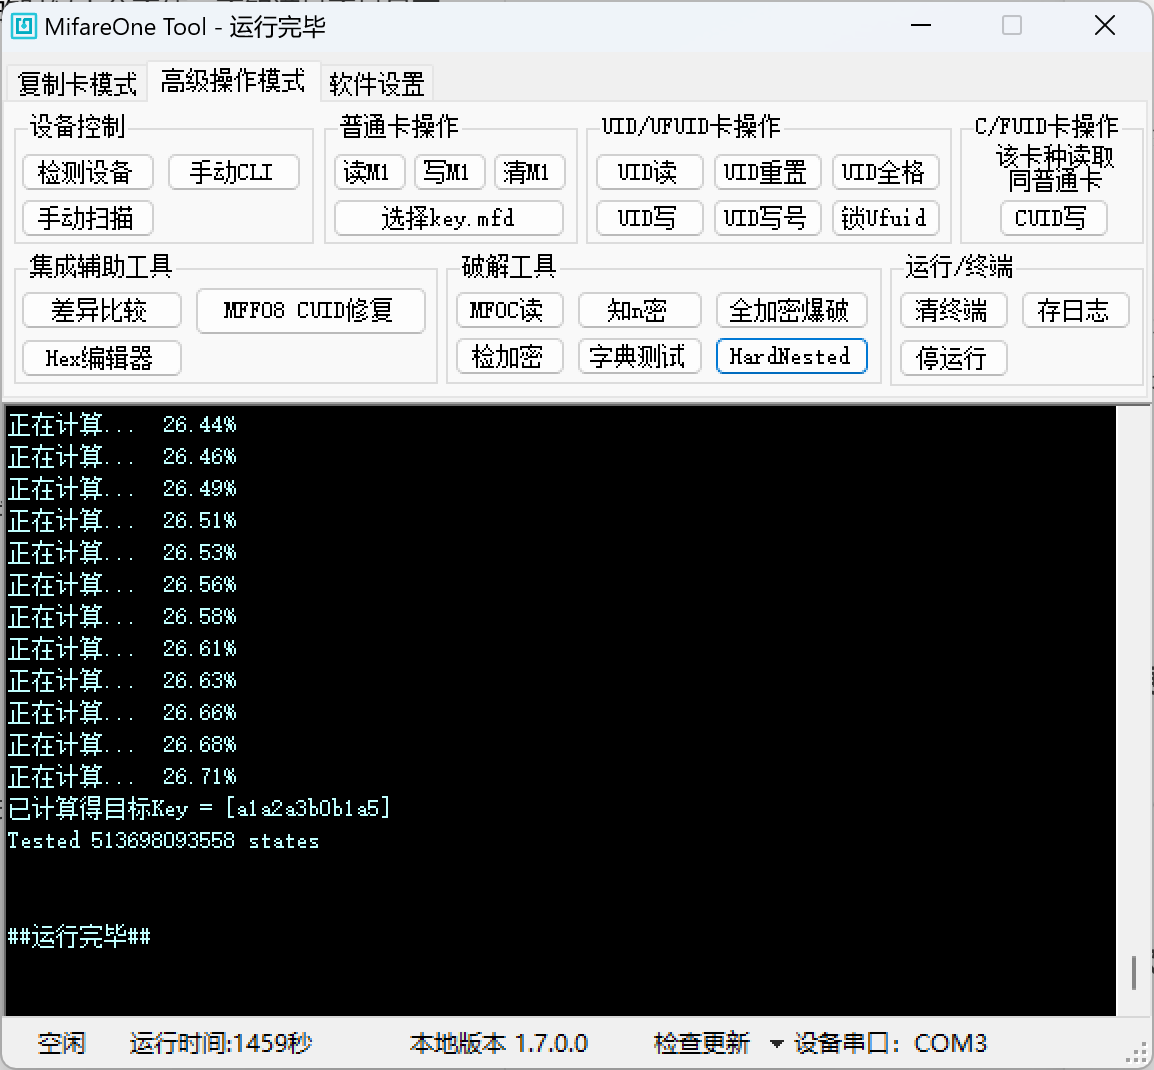 MifareOne Tool - 运行完毕
复制卡模式 高级操作模式 软件设置
设备控制 普通卡操作 UID/UFUID卡操作 C/FUID卡操作
检测设备 手动CLI 读M1 写M1 清M1 UID读 UID重置 UID全格 该卡种读取
同普通卡
手动扫描 选择key.mfd UID写 UID写号 锁Ufuid CUID写
集成辅助工具 破解工具 运行/终端
差异比较 MFF08 CUID修复 MFOC读 知n密 全加密爆破 清终端 存日志
Hex编辑器 检加密 字典测试 HardNested 停运行
正在计算... 26.44%
正在计算... 26.46%
正在计算... 26.49%
正在计算... 26.51%
正在计算... 26.53%
正在计算... 26.56%
正在计算... 26.58%
正在计算... 26.61%
正在计算... 26.63%
正在计算... 26.66%
正在计算... 26.68%
正在计算... 26.71%
已计算得目标Key = [a1a2a3b0b1a5]
Tested 513698093558 states
##运行完毕##
空闲 运行时间:1459秒 本地版本 1.7.0.0 检查更新 设备串口: COM3